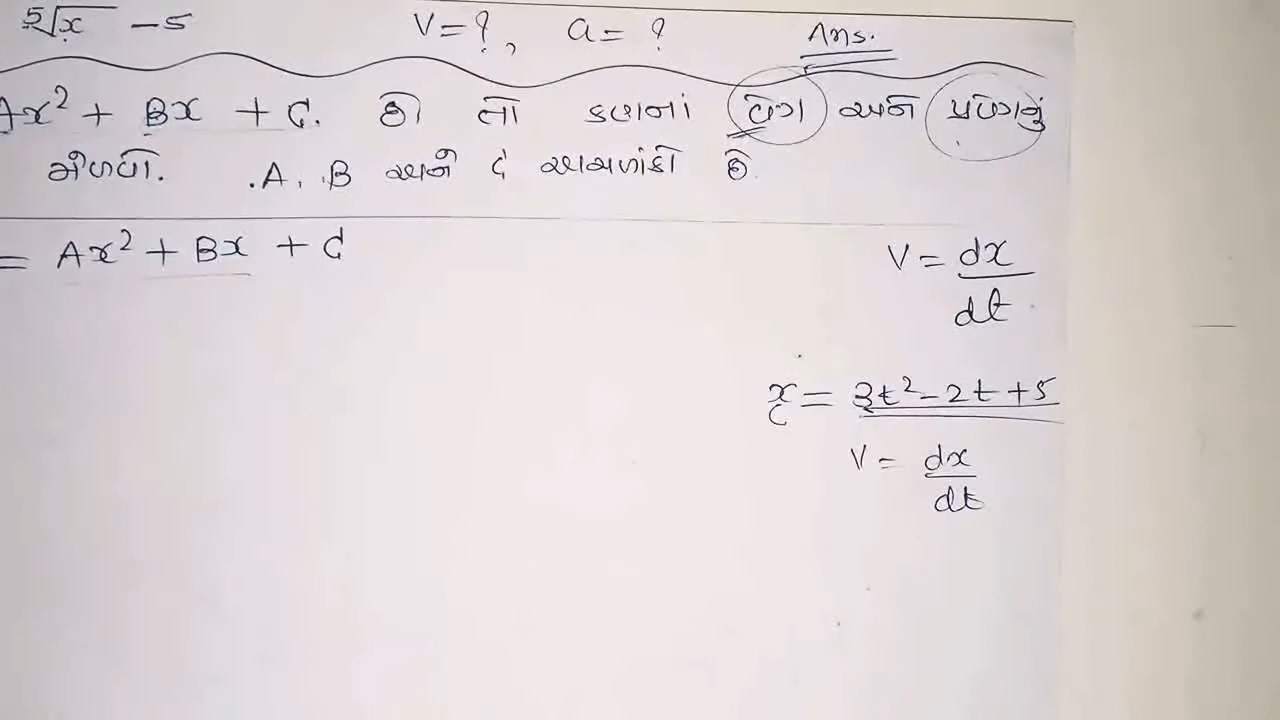 ⁵√x - 5 V = ?, a = ? Ans.
Ax² + Bx + C. હો તો કણનાં વેગ અને પ્રવેગનું
મેળવો. . A, B અને C અચળાંકો છે.
= Ax² + Bx + C
V = dx/dt
x = 3t² - 2t + 5
V = dx/dt